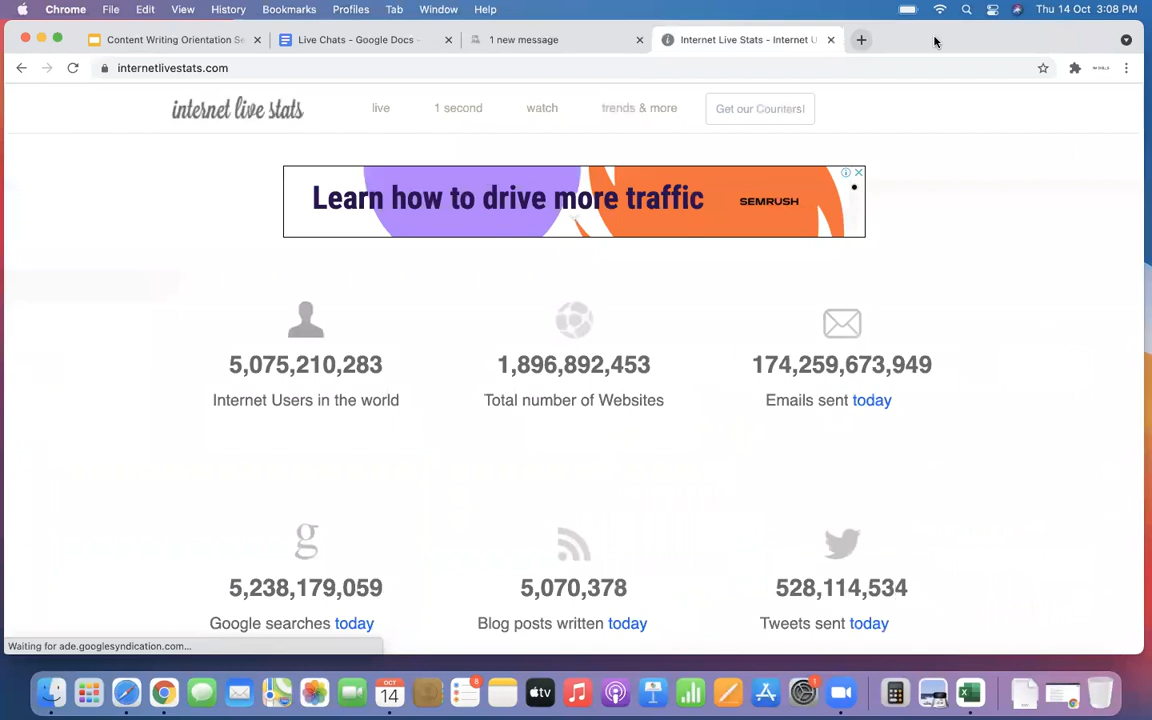 Chrome File Edit View History Bookmarks Profiles Tab Window Help Thu 14 Oct 3:08 PM
Content Writing Orientation Se Live Chats - Google Docs - 1 new message Internet Live Stats - Internet U
internetlivestats.com
internet live stats live 1 second watch trends & more Get our Counters!
Learn how to drive more traffic SEMRUSH
5,075,210,283 1,896,892,453 174,259,673,949
Internet Users in the world Total number of Websites Emails sent today
g
5,238,179,059 5,070,378 528,114,534
Google searches today Blog posts written today Tweets sent today
Waiting for ade.googlesyndication.com...
OCT 8 tv 1
14